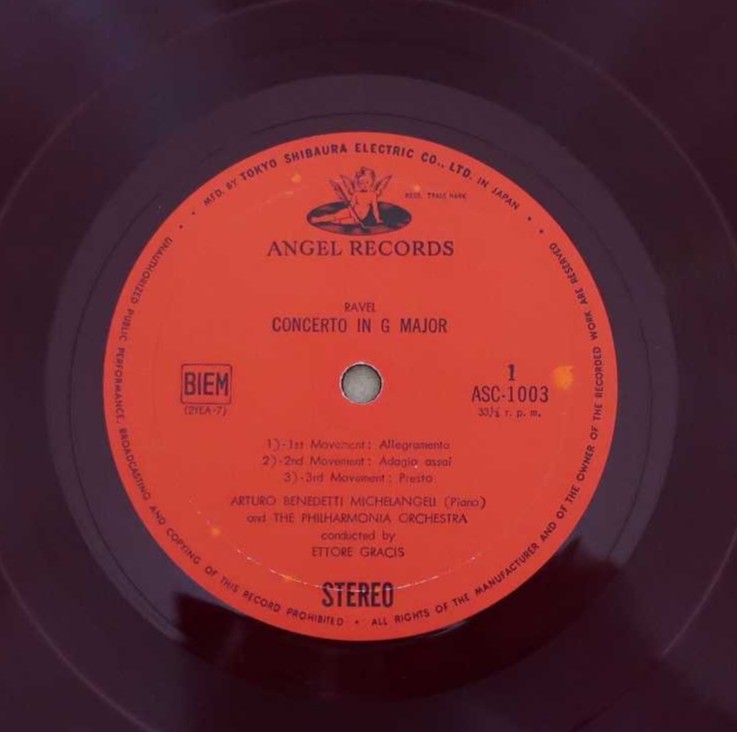 MFD. BY TOKYO SHIBAURA ELECTRIC CO., LTD. IN JAPAN
REGD. TRADE MARK
ANGEL RECORDS
RAVEL
CONCERTO IN G MAJOR
BIEM
(2YEA-7)
1
ASC-1003
33⅓ r. p. m.
1)-1st Movement: Allegramente
2)-2nd Movement: Adagio assai
3)-3rd Movement: Presto
ARTURO BENEDETTI MICHELANGELI (Piano)
and THE PHILHARMONIA ORCHESTRA
conducted by
ETTORE GRACIS
STEREO
UNAUTHORIZED PUBLIC PERFORMANCE, BROADCASTING AND COPYING OF THIS RECORD PROHIBITED • ALL RIGHTS OF THE MANUFACTURER AND OF THE OWNER OF THE RECORDED WORK ARE RESERVED